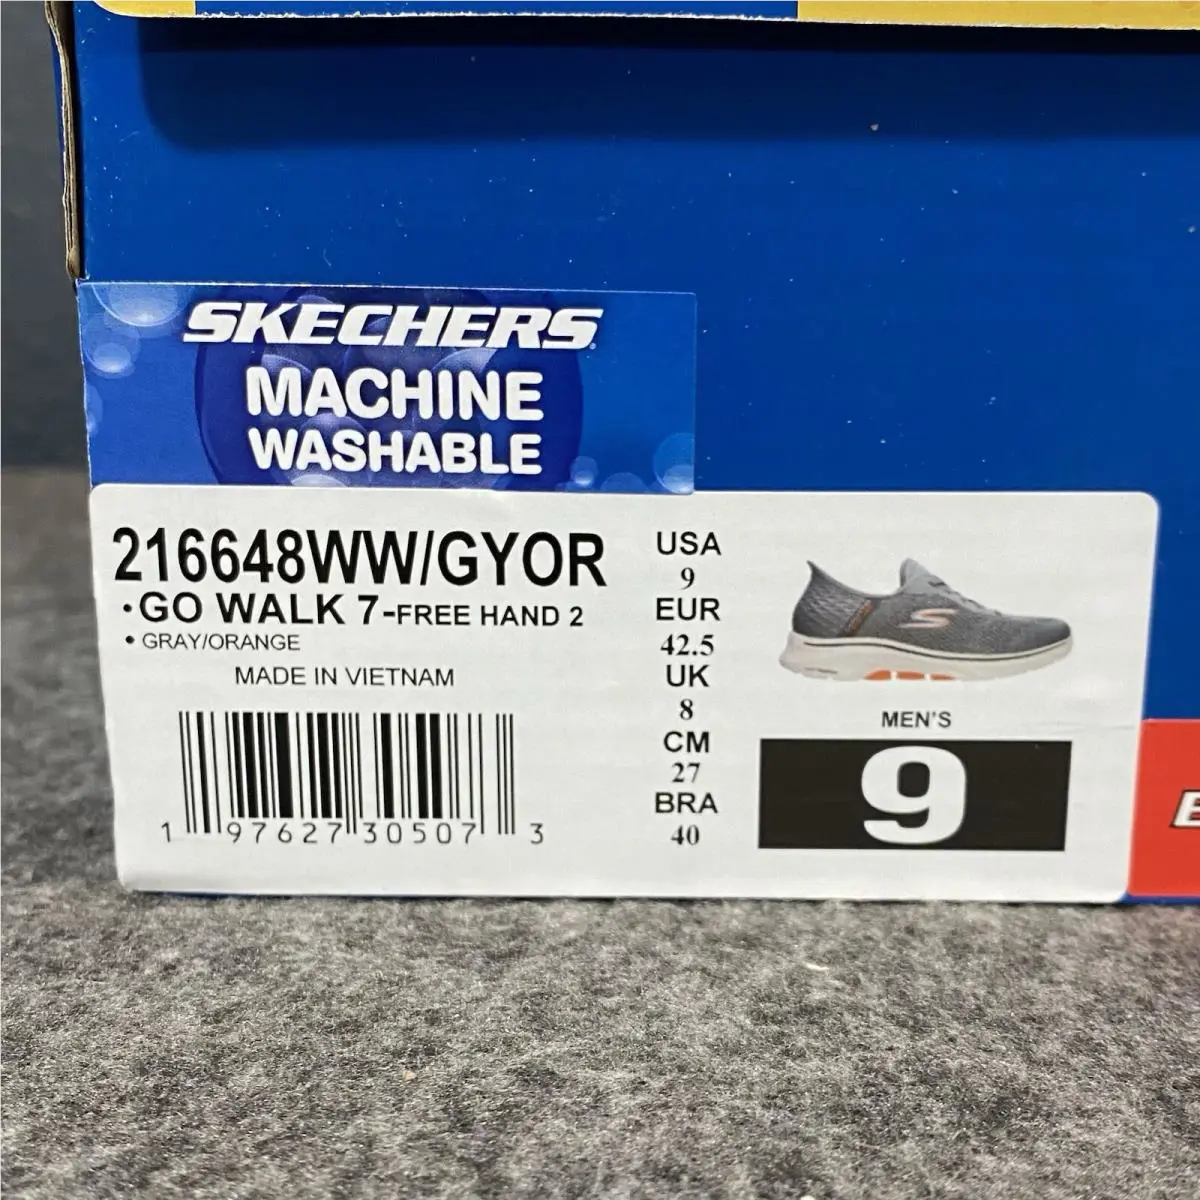 SKECHERS
MACHINE
WASHABLE
216648WW/GYOR
•GO WALK 7-FREE HAND 2
• GRAY/ORANGE
MADE IN VIETNAM
1 97627 30507 3
USA
9
EUR
42.5
UK
8
CM
27
BRA
40
MEN'S
9